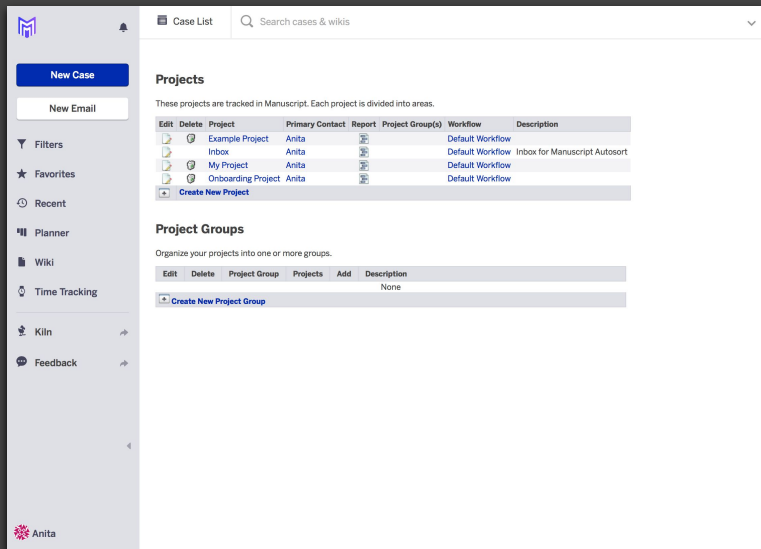 Case List
Search cases & wikis
New Case
New Email
Filters
Favorites
Recent
Planner
Wiki
Time Tracking
Kiln
Feedback
Anita
Projects
These projects are tracked in Manuscript. Each project is divided into areas.
Edit Delete Project Primary Contact Report Project Group(s) Workflow Description
Example Project Anita Default Workflow
Inbox Anita Default Workflow Inbox for Manuscript Autosort
My Project Anita Default Workflow
Onboarding Project Anita Default Workflow
Create New Project
Project Groups
Organize your projects into one or more groups.
Edit Delete Project Group Projects Add Description
None
Create New Project Group